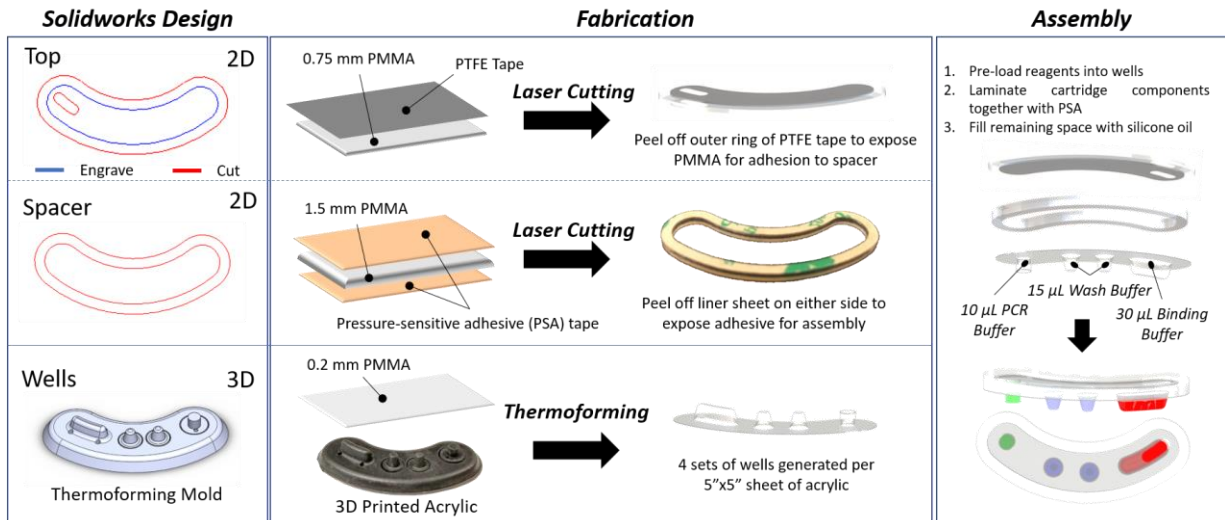 Solidworks Design
Fabrication
Assembly
Top
2D
Engrave
Cut
0.75 mm PMMA
PTFE Tape
Laser Cutting
Peel off outer ring of PTFE tape to expose
PMMA for adhesion to spacer
Spacer
2D
1.5 mm PMMA
Laser Cutting
Pressure-sensitive adhesive (PSA) tape
Peel off liner sheet on either side to
expose adhesive for assembly
Wells
3D
Thermoforming Mold
0.2 mm PMMA
Thermoforming
3D Printed Acrylic
4 sets of wells generated per
5”x5” sheet of acrylic
1. Pre-load reagents into wells
2. Laminate cartridge components
together with PSA
3. Fill remaining space with silicone oil
15 µL Wash Buffer
10 µL PCR
Buffer
30 µL Binding
Buffer